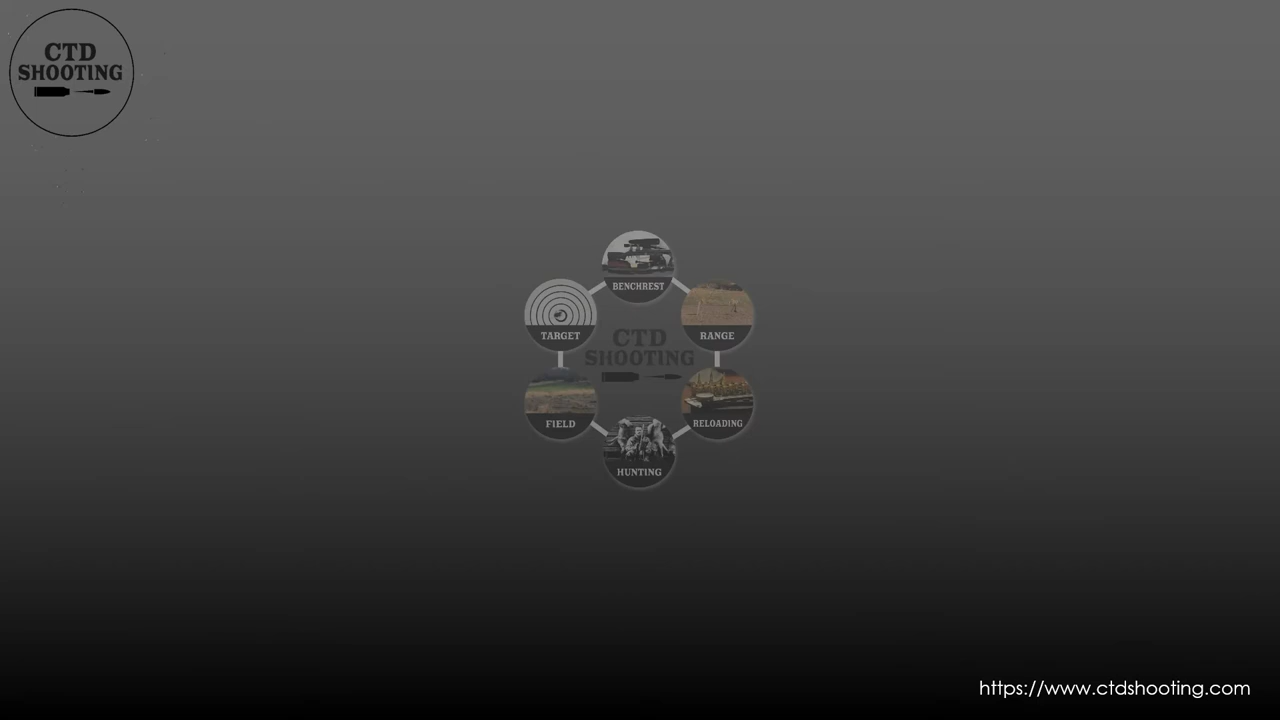 CTD
SHOOTING
BENCHREST
TARGET
RANGE
CTD
SHOOTING
FIELD
RELOADING
HUNTING
https://www.ctdshooting.com